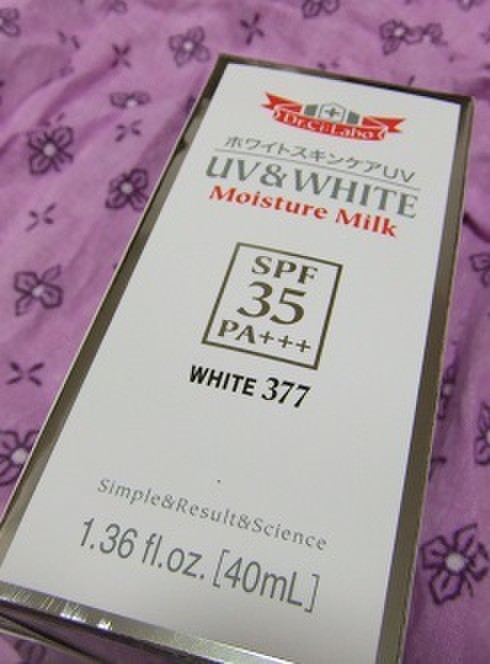 Dr.Ci:Labo
ホワイトスキンケアUV
UV&WHITE
Moisture Milk
SPF
35
PA+++
WHITE 377
Simple&Result&Science
1.36 fl.oz. [40mL]